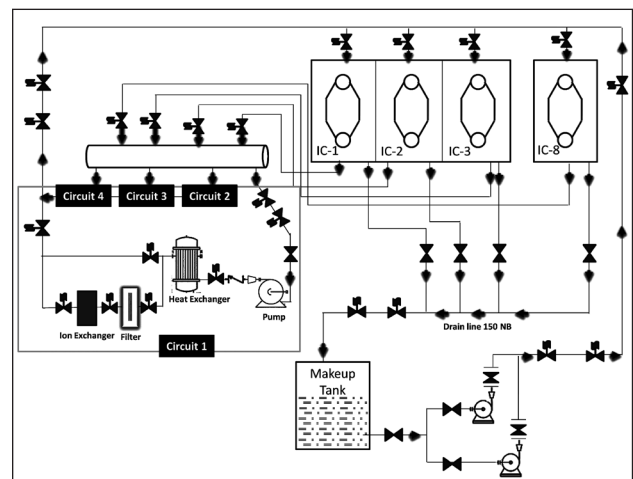 IC-1
IC-2
IC-3
IC-8
Circuit 4
Circuit 3
Circuit 2
Heat Exchanger
Pump
Ion Exchanger
Filter
Circuit 1
Drain line 150 NB
Makeup
Tank